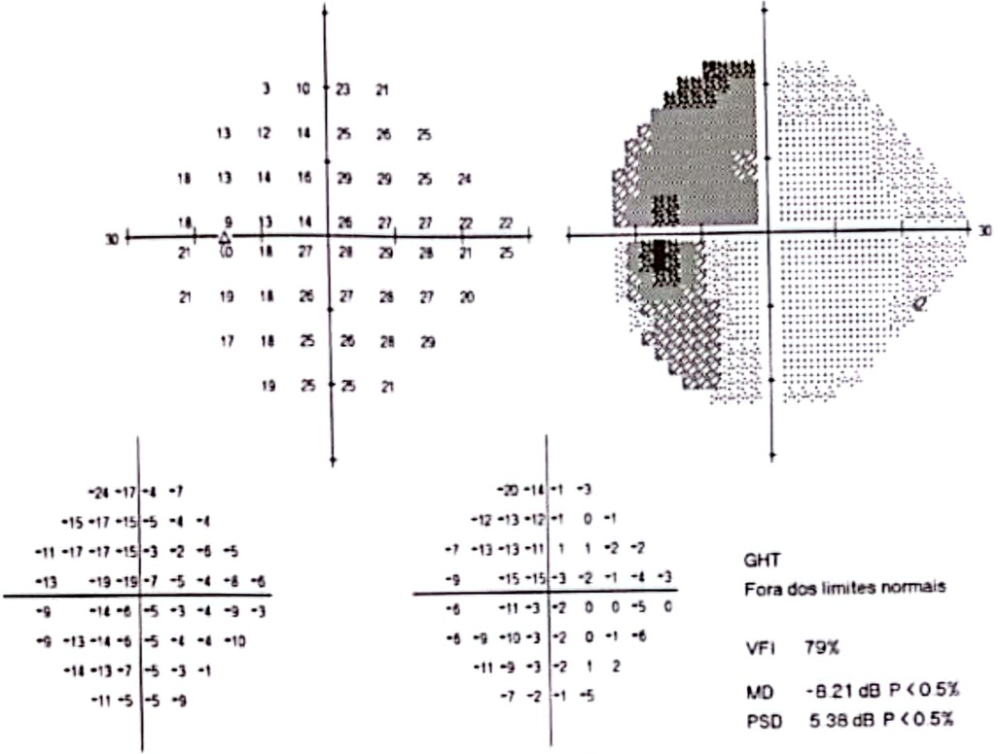 3 10 23 21
13 12 14 25 26 25
18 13 14 16 29 29 25 24
18 9 13 14 26 27 27 22 22
30 30
21 (0 18 27 28 29 28 21 25
21 19 18 26 27 28 27 20
17 18 25 26 28 29
19 25 25 21
-24 -17 -4 -7
-15 -17 -15 -5 -4 -4
-11 -17 -17 -15 -3 -2 -6 -5
-13 -19 -19 -7 -5 -4 -8 -6
-9 -14 -6 -5 -3 -4 -9 -3
-9 -13 -14 -6 -5 -4 -4 -10
-14 -13 -7 -5 -3 -1
-11 -5 -5 -9
-20 -14 -1 -3
-12 -13 -12 -1 0 -1
-7 -13 -13 -11 1 1 -2 -2
-9 -15 -15 -3 -2 -1 -4 -3
-6 -11 -3 -2 0 0 -5 0
-6 -9 -10 -3 -2 0 -1 -6
-11 -9 -3 -2 1 2
-7 -2 -1 -5
GHT
Fora dos limites normais
VFI 79%
MD -8.21 dB P < 0.5%
PSD 5.38 dB P < 0.5%